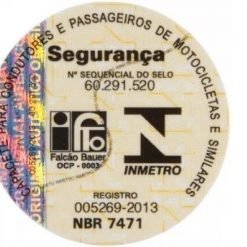 CAPACETE PARA CONDUTORES E PASSAGEIROS DE MOTOCICLETAS E SIMILARES
Segurança
Nº SEQUENCIAL DO SELO
60.291.520
Falcão Bauer
OCP - 0003
INMETRO
REGISTRO
005269-2013
NBR 7471